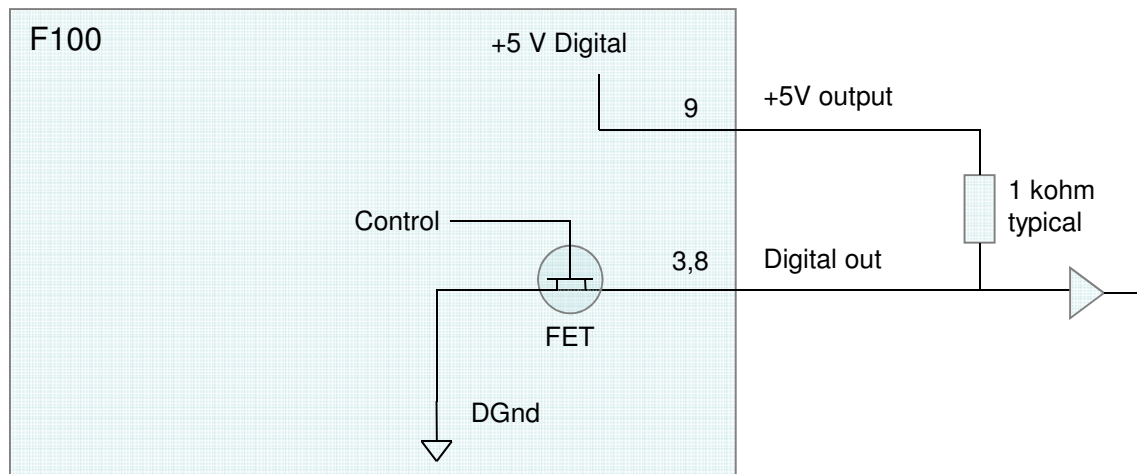 F100
+5 V Digital
9
+5V output
1 kohm
typical
Control
3,8
Digital out
FET
DGnd